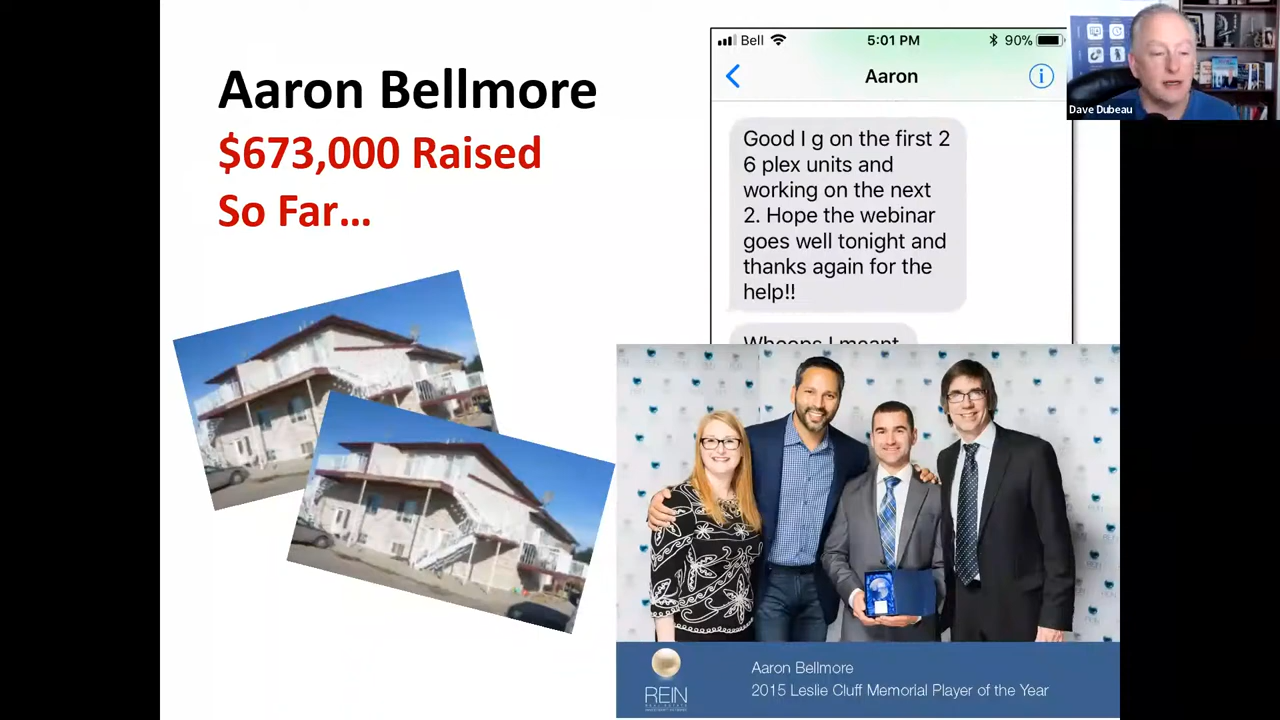 Aaron Bellmore
$673,000 Raised
So Far...
Bell
5:01 PM
90%
Aaron
Good I g on the first 2
6 plex units and
working on the next
2. Hope the webinar
goes well tonight and
thanks again for the
help!!
Whoops I meant
Dave Dubeau
REIN
Aaron Bellmore
2015 Leslie Cluff Memorial Player of the Year